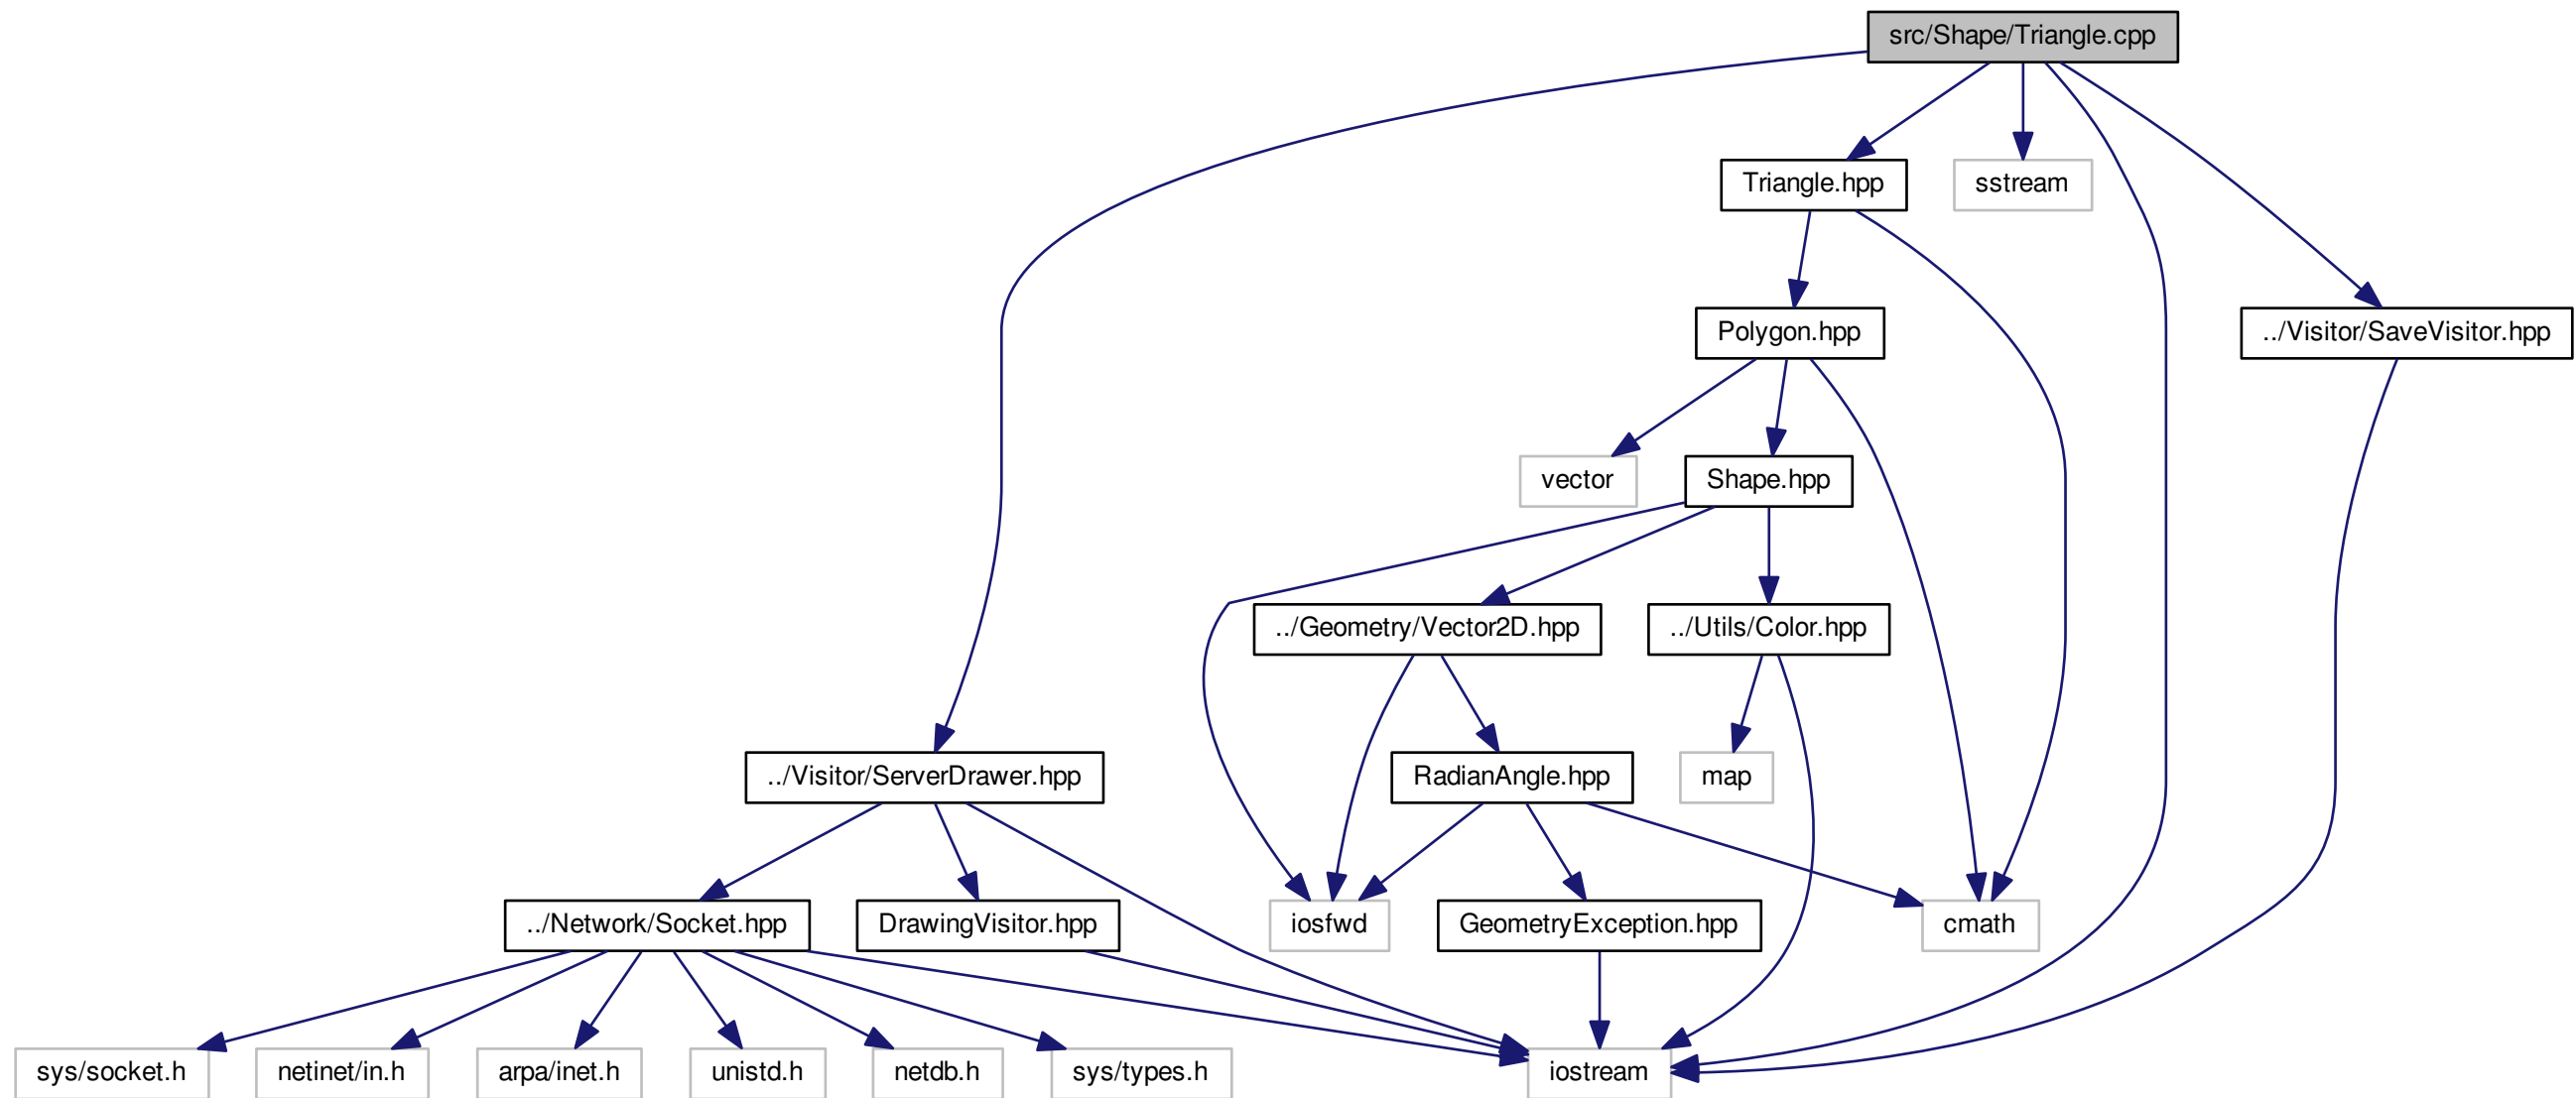 src/Shape/Triangle.cpp
Triangle.hpp
sstream
Polygon.hpp
../Visitor/SaveVisitor.hpp
vector
Shape.hpp
../Geometry/Vector2D.hpp
../Utils/Color.hpp
../Visitor/ServerDrawer.hpp
RadianAngle.hpp
map
../Network/Socket.hpp
DrawingVisitor.hpp
iosfwd
GeometryException.hpp
cmath
sys/socket.h
netinet/in.h
arpa/inet.h
unistd.h
netdb.h
sys/types.h
iostream